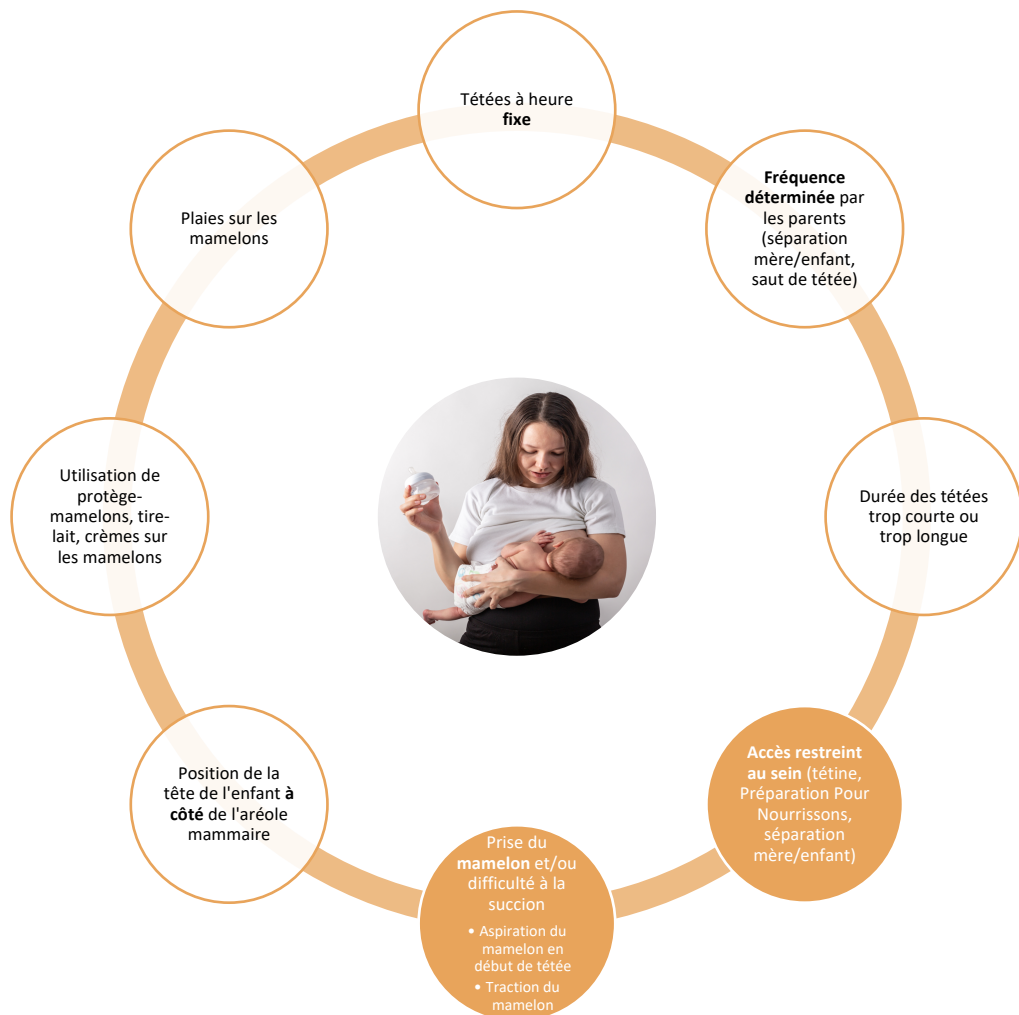 Tétées à heure
fixe
Fréquence
déterminée par
les parents
(séparation
mère/enfant,
saut de tétée)
Durée des tétées
trop courte ou
trop longue
Accès restreint
au sein (tétine,
Préparation Pour
Nourrissons,
séparation
mère/enfant)
Prise du
mamelon et/ou
difficulté à la
succion
• Aspiration du
mamelon en
début de tétée
• Traction du
mamelon
Position de la
tête de l'enfant à
côté de l'aréole
mammaire
Utilisation de
protège-
mamelons, tire-
lait, crèmes sur
les mamelons
Plaies sur les
mamelons